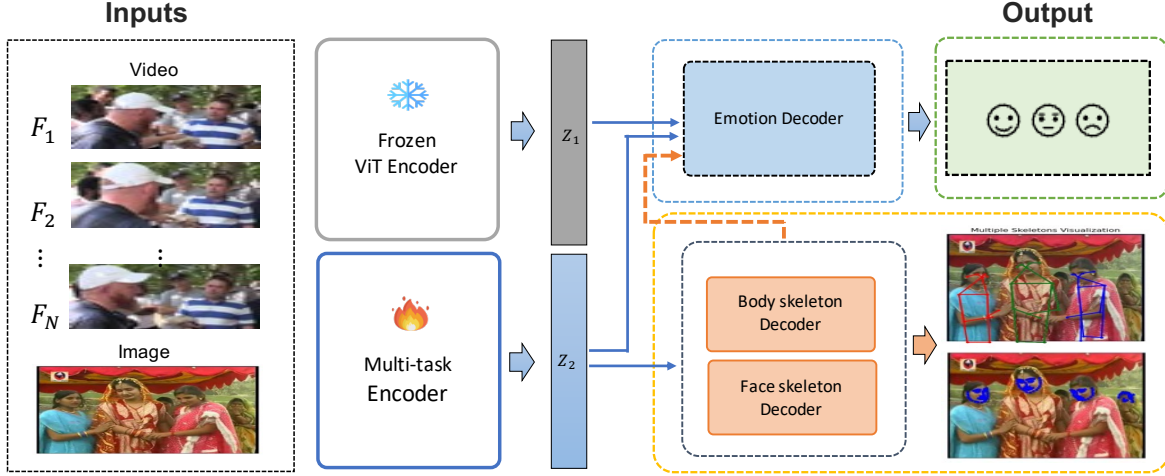 Inputs
Output
Video
F₁
F₂
⋮
⋮
F_N
Image
Frozen
ViT Encoder
Multi-task
Encoder
Z₁
Z₂
Emotion Decoder
Body skeleton
Decoder
Face skeleton
Decoder
Multiple Skeletons Visualization